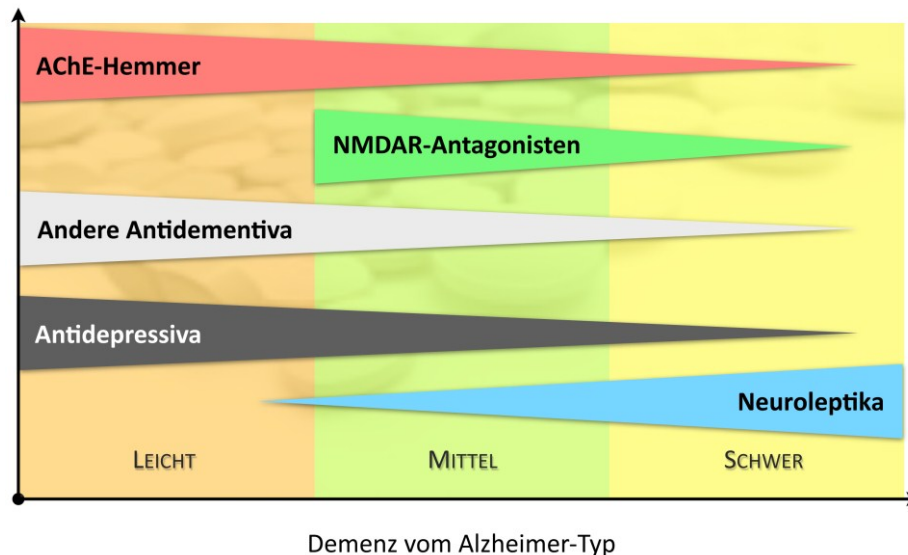 AChE-Hemmer
NMDAR-Antagonisten
Andere Antidementiva
Antidepressiva
Neuroleptika
LEICHT MITTEL SCHWER
Demenz vom Alzheimer-Typ